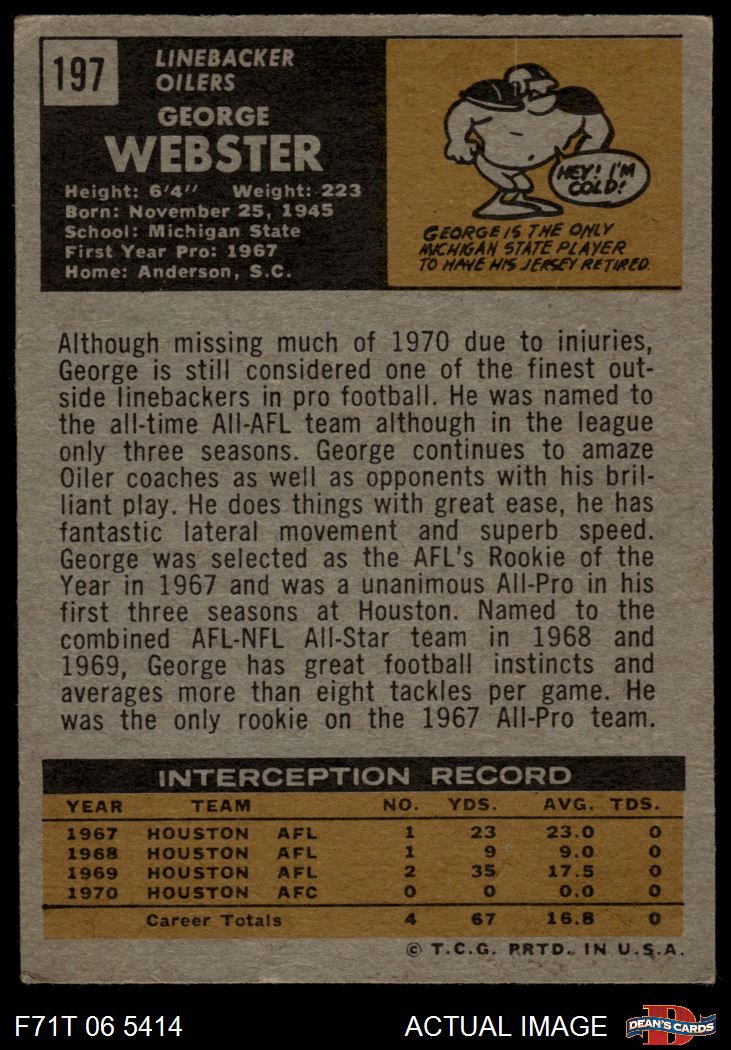 197
LINEBACKER
OILERS
GEORGE
WEBSTER
Height: 6'4" Weight: 223
Born: November 25, 1945
School: Michigan State
First Year Pro: 1967
Home: Anderson, S.C.
HEY! I'M
COLD!
GEORGE IS THE ONLY
MICHIGAN STATE PLAYER
TO HAVE HIS JERSEY RETIRED.
Although missing much of 1970 due to injuries,
George is still considered one of the finest out-
side linebackers in pro football. He was named to
the all-time All-AFL team although in the league
only three seasons. George continues to amaze
Oiler coaches as well as opponents with his bril-
liant play. He does things with great ease, he has
fantastic lateral movement and superb speed.
George was selected as the AFL's Rookie of the
Year in 1967 and was a unanimous All-Pro in his
first three seasons at Houston. Named to the
combined AFL-NFL All-Star team in 1968 and
1969, George has great football instincts and
averages more than eight tackles per game. He
was the only rookie on the 1967 All-Pro team.
INTERCEPTION RECORD
YEAR TEAM NO. YDS. AVG. TDS.
1967 HOUSTON AFL 1 23 23.0 0
1968 HOUSTON AFL 1 9 9.0 0
1969 HOUSTON AFL 2 35 17.5 0
1970 HOUSTON AFC 0 0 0.0 0
Career Totals 4 67 16.8 0
© T.C.G. PRTD. IN U.S.A.
F71T 06 5414 ACTUAL IMAGE DEAN'S CARDS